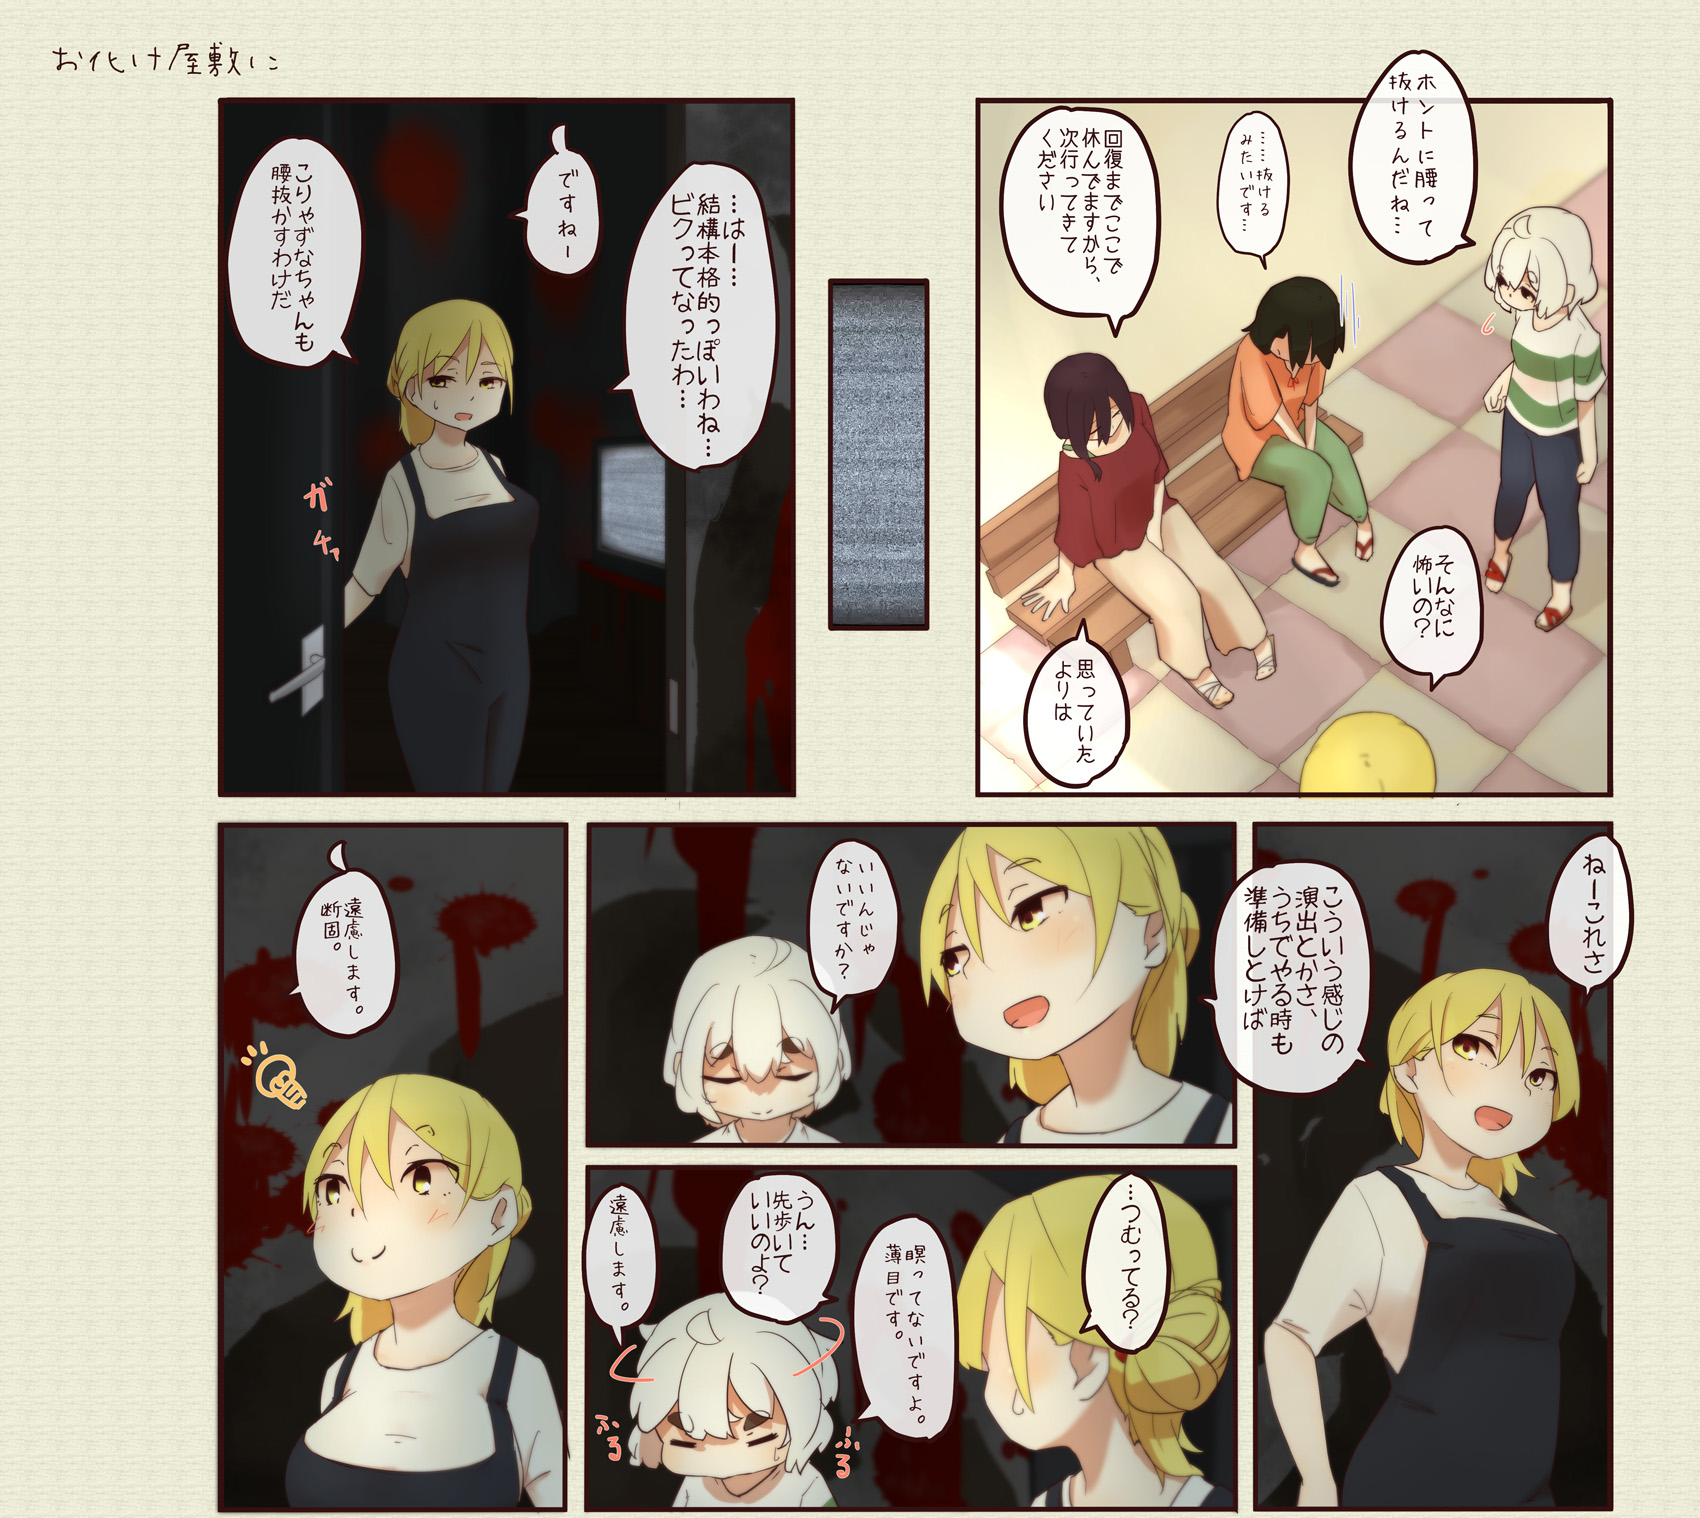 お化け屋敷に
ホントに腰って
抜けるんだね…
……抜ける
みたいです…
回復までここで
休んでますから、
次行ってきて
ください
そんなに
怖いの？
思っていた
よりは
…はー…
結構本格的っぽいわね…
ビクってなったわ…
ですねー
こりゃずなちゃんも
腰抜かすわけだ
ガチァ
ねーこれさ
こういう感じの
演出とかさ、
うちでやる時も
準備しとけば
いいんじゃ
ないですか？
…つむってる？
瞑ってないですよ。
薄目です。
うん…
先歩いて
いいのよ？
遠慮します。
ふる
ふる
遠慮します。
断固。